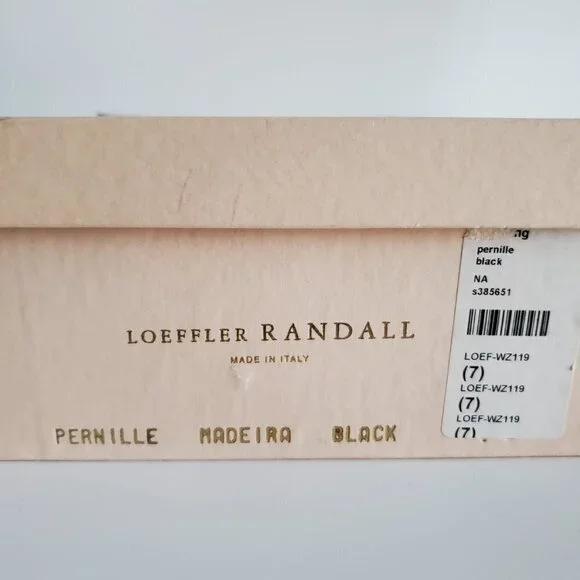 LOEFFLER RANDALL
MADE IN ITALY
PERNILLE MADEIRA BLACK
pernille
black
NA
s385651
LOEF-WZ119
(7)
LOEF-WZ119
(7)
LOEF-WZ119
(7)